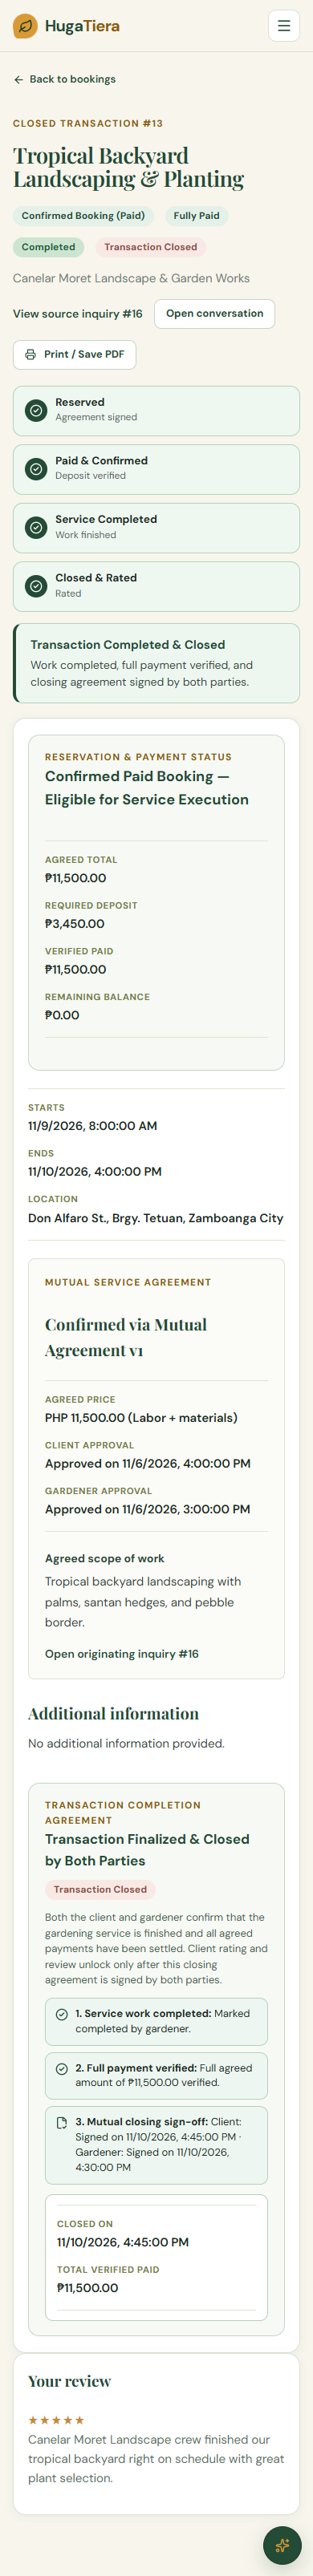 HugaTiera
Back to bookings
CLOSED TRANSACTION #13
Tropical Backyard
Landscaping & Planting
Confirmed Booking (Paid)
Fully Paid
Completed
Transaction Closed
Canelar Moret Landscape & Garden Works
View source inquiry #16
Open conversation
Print / Save PDF
Reserved
Agreement signed
Paid & Confirmed
Deposit verified
Service Completed
Work finished
Closed & Rated
Rated
Transaction Completed & Closed
Work completed, full payment verified, and
closing agreement signed by both parties.
RESERVATION & PAYMENT STATUS
Confirmed Paid Booking —
Eligible for Service Execution
AGREED TOTAL
₱11,500.00
REQUIRED DEPOSIT
₱3,450.00
VERIFIED PAID
₱11,500.00
REMAINING BALANCE
₱0.00
STARTS
11/9/2026, 8:00:00 AM
ENDS
11/10/2026, 4:00:00 PM
LOCATION
Don Alfaro St., Brgy. Tetuan, Zamboanga City
MUTUAL SERVICE AGREEMENT
Confirmed via Mutual
Agreement v1
AGREED PRICE
PHP 11,500.00 (Labor + materials)
CLIENT APPROVAL
Approved on 11/6/2026, 4:00:00 PM
GARDENER APPROVAL
Approved on 11/6/2026, 3:00:00 PM
Agreed scope of work
Tropical backyard landscaping with
palms, santan hedges, and pebble
border.
Open originating inquiry #16
Additional information
No additional information provided.
TRANSACTION COMPLETION
AGREEMENT
Transaction Finalized & Closed
by Both Parties
Transaction Closed
Both the client and gardener confirm that the
gardening service is finished and all agreed
payments have been settled. Client rating and
review unlock only after this closing
agreement is signed by both parties.
1. Service work completed: Marked
completed by gardener.
2. Full payment verified: Full agreed
amount of ₱11,500.00 verified.
3. Mutual closing sign-off: Client:
Signed on 11/10/2026, 4:45:00 PM ·
Gardener: Signed on 11/10/2026,
4:30:00 PM
CLOSED ON
11/10/2026, 4:45:00 PM
TOTAL VERIFIED PAID
₱11,500.00
Your review
★★★★★
Canelar Moret Landscape crew finished our
tropical backyard right on schedule with great
plant selection.